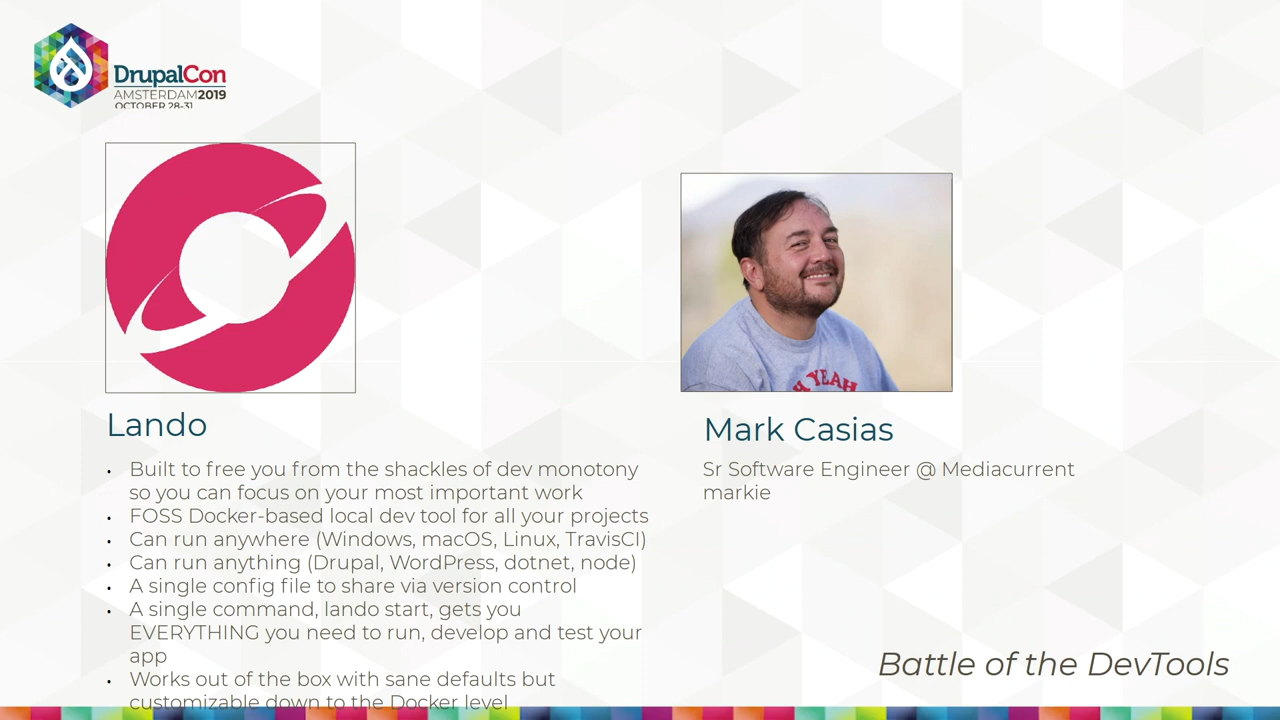 DrupalCon
AMSTERDAM2019
OCTOBER 28-31
Lando
• Built to free you from the shackles of dev monotony
so you can focus on your most important work
• FOSS Docker-based local dev tool for all your projects
• Can run anywhere (Windows, macOS, Linux, TravisCI)
• Can run anything (Drupal, WordPress, dotnet, node)
• A single config file to share via version control
• A single command, lando start, gets you
EVERYTHING you need to run, develop and test your
app
• Works out of the box with sane defaults but
customizable down to the Docker level
YEAH
Mark Casias
Sr Software Engineer @ Mediacurrent
markie
Battle of the DevTools